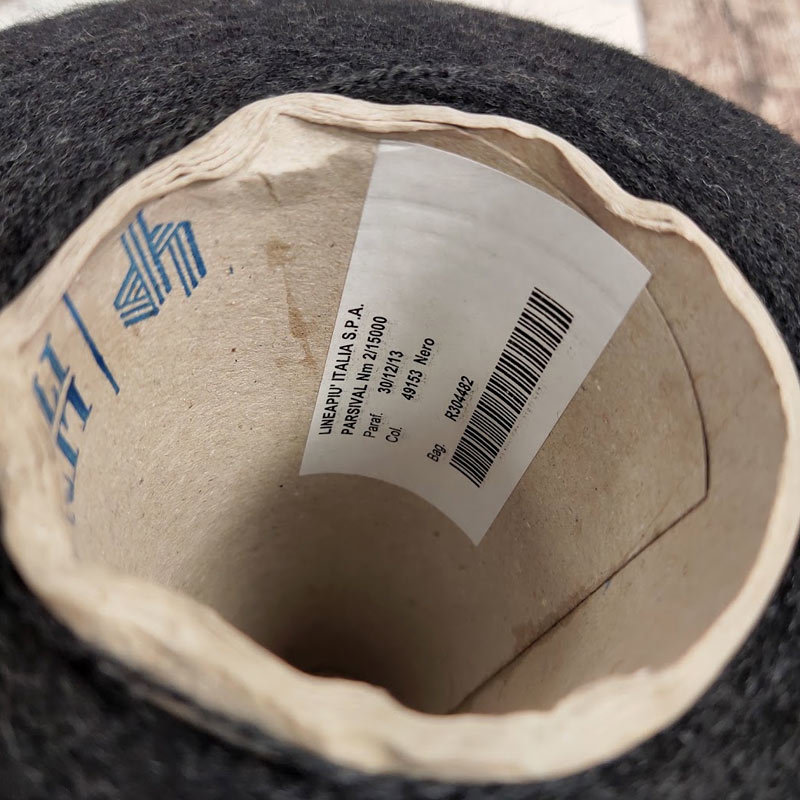 LINEAPIU' ITALIA S.P.A.
PARSIVAL Nm 2/15000
Paraf. 30/12/13
Col. 49153 Nero
Bag. R304482